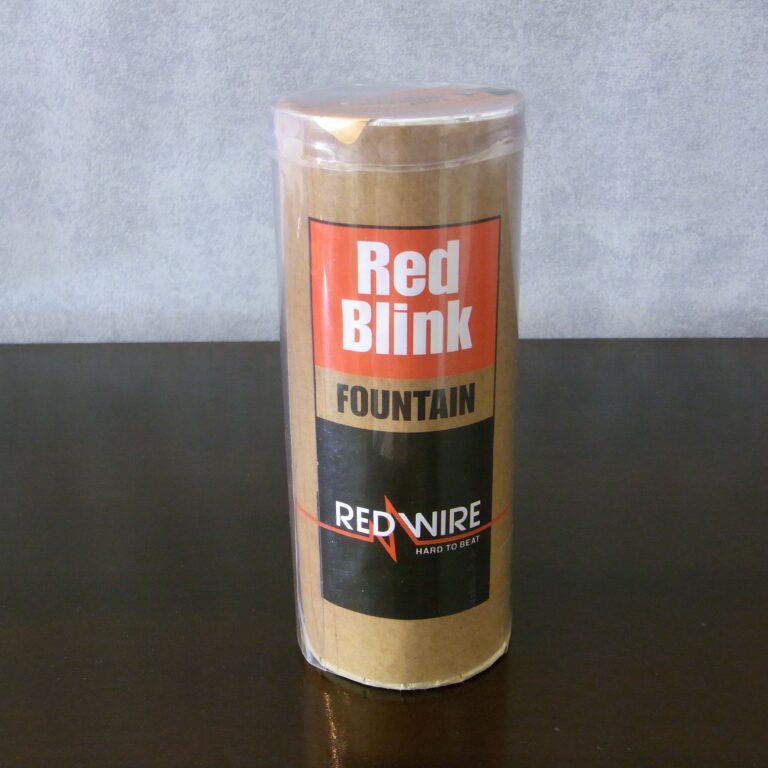 Red
Blink
FOUNTAIN
REDWIRE
HARD TO BEAT